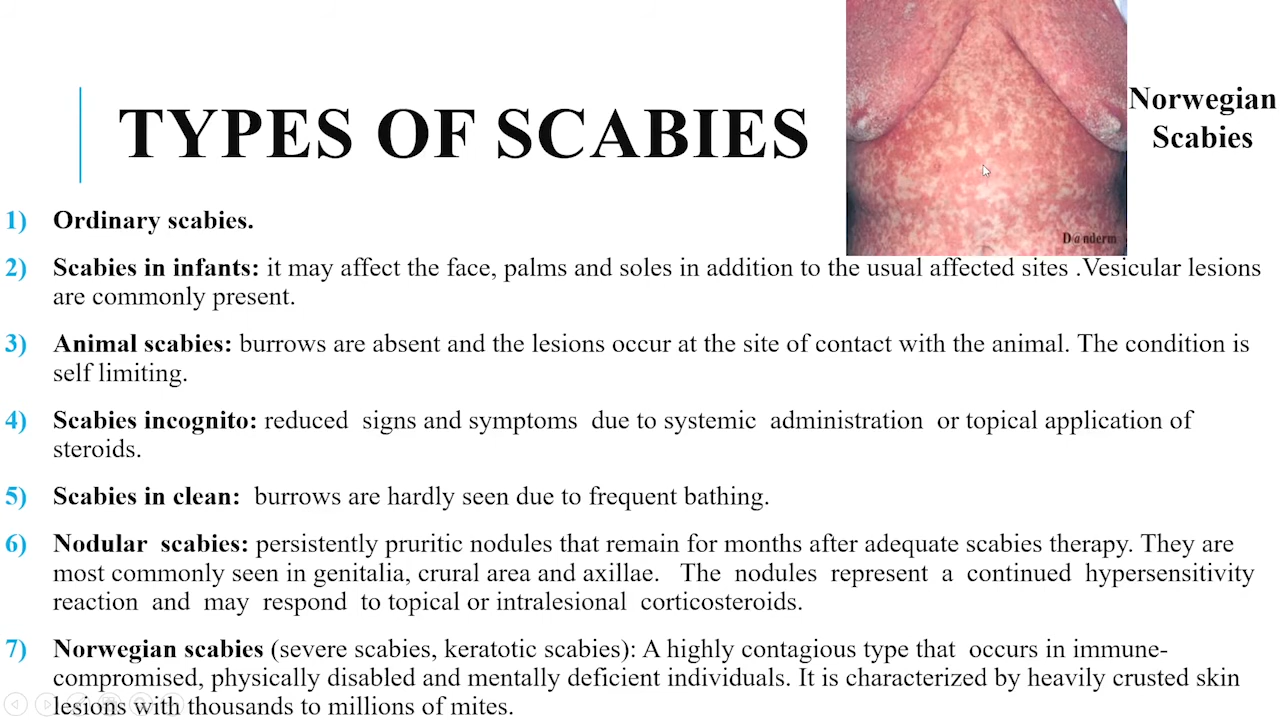 TYPES OF SCABIES
Norwegian
Scabies
Danderm
1) Ordinary scabies.
2) Scabies in infants: it may affect the face, palms and soles in addition to the usual affected sites .Vesicular lesions
are commonly present.
3) Animal scabies: burrows are absent and the lesions occur at the site of contact with the animal. The condition is
self limiting.
4) Scabies incognito: reduced signs and symptoms due to systemic administration or topical application of
steroids.
5) Scabies in clean: burrows are hardly seen due to frequent bathing.
6) Nodular scabies: persistently pruritic nodules that remain for months after adequate scabies therapy. They are
most commonly seen in genitalia, crural area and axillae. The nodules represent a continued hypersensitivity
reaction and may respond to topical or intralesional corticosteroids.
7) Norwegian scabies (severe scabies, keratotic scabies): A highly contagious type that occurs in immune-
compromised, physically disabled and mentally deficient individuals. It is characterized by heavily crusted skin
lesions with thousands to millions of mites.